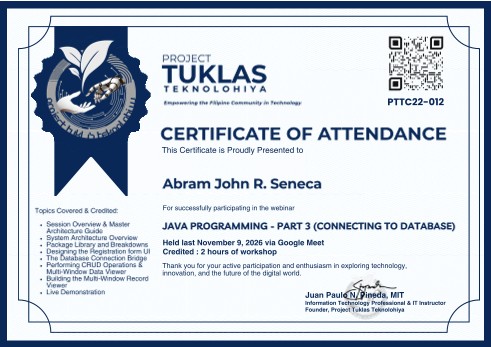 PROJECT
TUKLAS
TEKNOLOHIYA
Empowering the Filipino Community in Technology
PTTC22-012
CERTIFICATE OF ATTENDANCE
This Certificate is Proudly Presented to
Abram John R. Seneca
For successfully participating in the webinar
JAVA PROGRAMMING - PART 3 (CONNECTING TO DATABASE)
Held last November 9, 2026 via Google Meet
Credited : 2 hours of workshop
Thank you for your active participation and enthusiasm in exploring technology,
innovation, and the future of the digital world.
Topics Covered & Credited:
Session Overview & Master
Architecture Guide
System Architecture Overview
Package Library and Breakdowns
Designing the Registration form UI
The Database Connection Bridge
Performing CRUD Operations &
Multi-Window Data Viewer
Building the Multi-Window Record
Viewer
Live Demonstration
Juan Paulo N. Pineda, MIT
Information Technology Professional & IT Instructor
Founder, Project Tuklas Teknolohiya